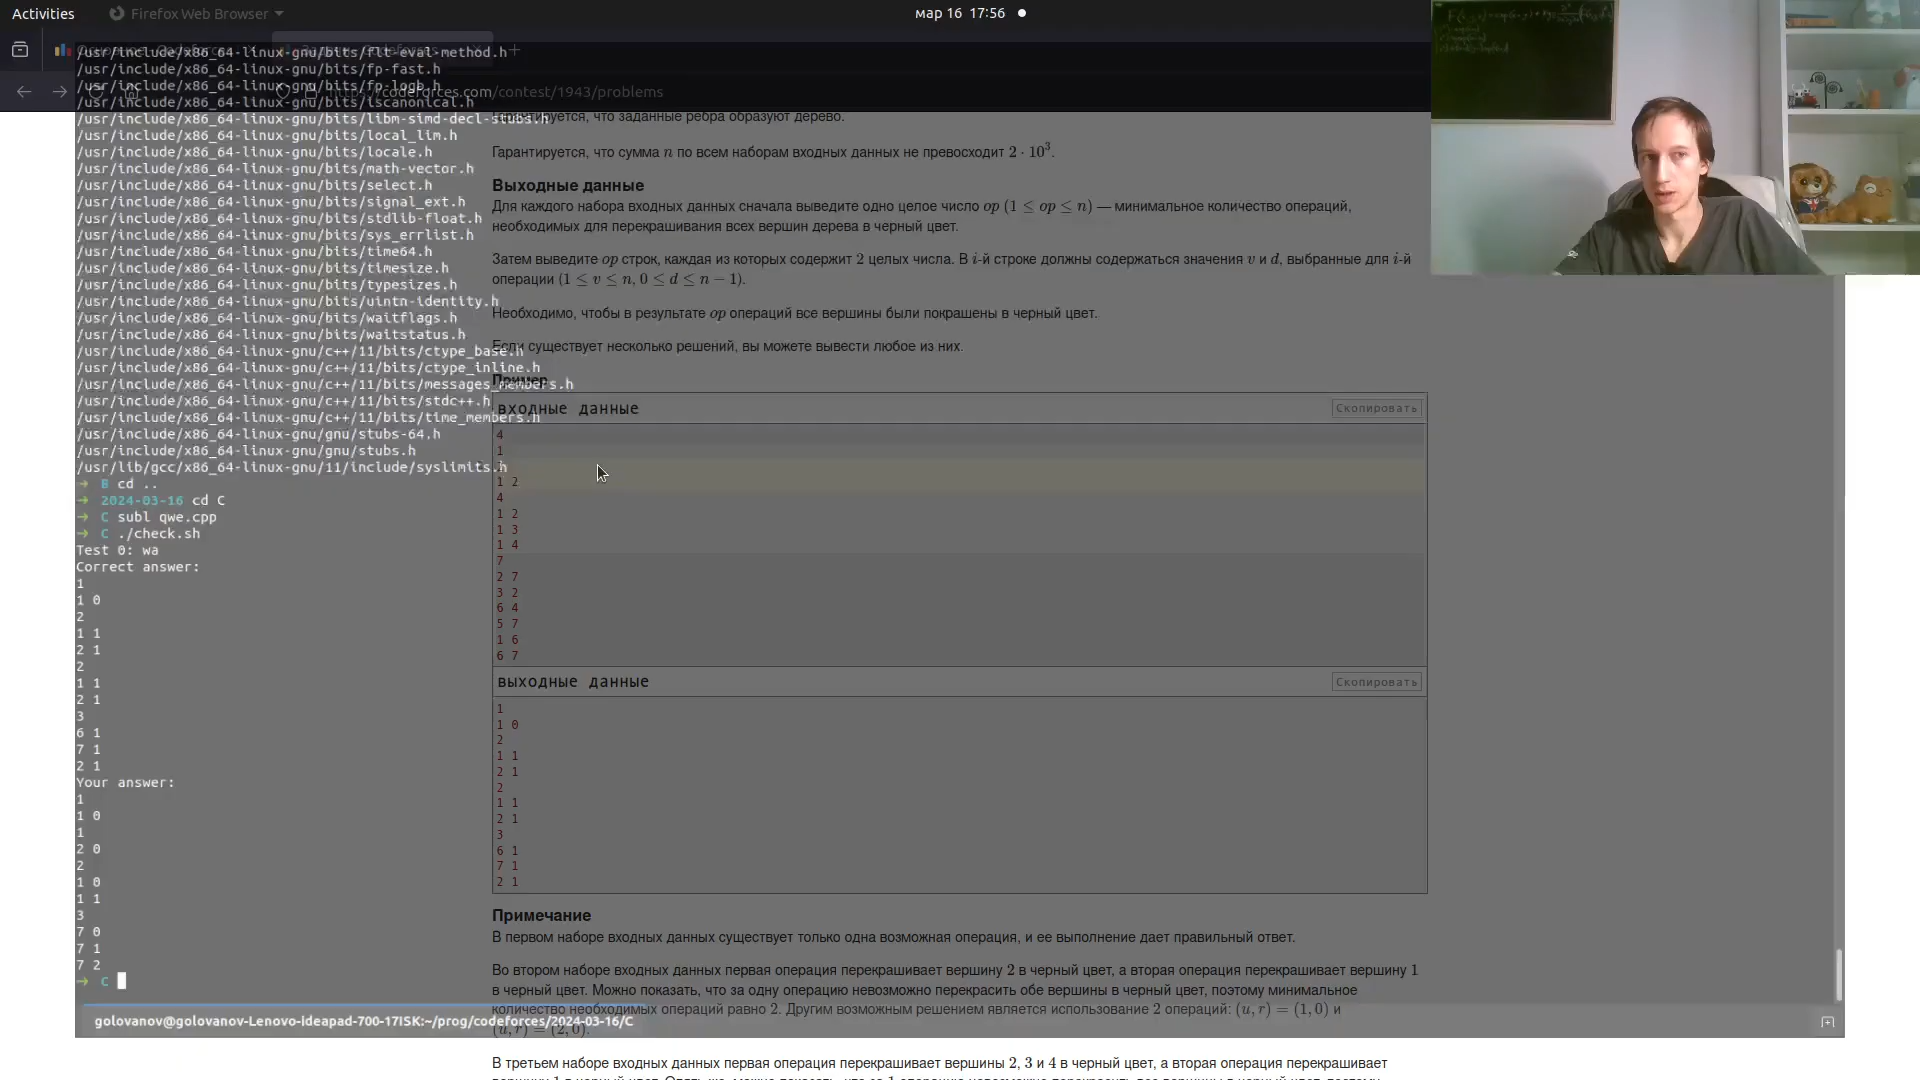 Activities
Firefox Web Browser
мар 16 17:56
https://codeforces.com/contest/1943/problems
/usr/include/x86_64-linux-gnu/bits/flt-eval-method.h
/usr/include/x86_64-linux-gnu/bits/fp-fast.h
/usr/include/x86_64-linux-gnu/bits/fp-logb.h
/usr/include/x86_64-linux-gnu/bits/iscanonical.h
/usr/include/x86_64-linux-gnu/bits/libm-simd-decl-stubs.h
/usr/include/x86_64-linux-gnu/bits/local_lim.h
/usr/include/x86_64-linux-gnu/bits/locale.h
/usr/include/x86_64-linux-gnu/bits/math-vector.h
/usr/include/x86_64-linux-gnu/bits/select.h
/usr/include/x86_64-linux-gnu/bits/signal_ext.h
/usr/include/x86_64-linux-gnu/bits/stdlib-float.h
/usr/include/x86_64-linux-gnu/bits/sys_errlist.h
/usr/include/x86_64-linux-gnu/bits/time64.h
/usr/include/x86_64-linux-gnu/bits/timesize.h
/usr/include/x86_64-linux-gnu/bits/typesizes.h
/usr/include/x86_64-linux-gnu/bits/uintn-identity.h
/usr/include/x86_64-linux-gnu/bits/waitflags.h
/usr/include/x86_64-linux-gnu/bits/waitstatus.h
/usr/include/x86_64-linux-gnu/c++/11/bits/ctype_base.h
/usr/include/x86_64-linux-gnu/c++/11/bits/ctype_inline.h
/usr/include/x86_64-linux-gnu/c++/11/bits/messages_members.h
/usr/include/x86_64-linux-gnu/c++/11/bits/stdc++.h
/usr/include/x86_64-linux-gnu/c++/11/bits/time_members.h
/usr/include/x86_64-linux-gnu/gnu/stubs-64.h
/usr/include/x86_64-linux-gnu/gnu/stubs.h
/usr/lib/gcc/x86_64-linux-gnu/11/include/syslimits.h
→ B cd ..
→ 2024-03-16 cd C
→ C subl qwe.cpp
→ C ./check.sh
Test 0: wa
Correct answer:
1
1 0
2
1 1
2 1
2
1 1
2 1
3
6 1
7 1
2 1
Your answer:
1
1 0
1
2 0
2
1 0
1 1
3
7 0
7 1
7 2
→ C
golovanov@golovanov-Lenovo-ideapad-700-17ISK:~/prog/codeforces/2024-03-16/C
Гарантируется, что заданные ребра образуют дерево.
Гарантируется, что сумма n по всем наборам входных данных не превосходит 2 · 10³.
Выходные данные
Для каждого набора входных данных сначала выведите одно целое число op (1 ≤ op ≤ n) — минимальное количество операций,
необходимых для перекрашивания всех вершин дерева в черный цвет.
Затем выведите op строк, каждая из которых содержит 2 целых числа. В i-й строке должны содержаться значения v и d, выбранные для i-й
операции (1 ≤ v ≤ n, 0 ≤ d ≤ n − 1).
Необходимо, чтобы в результате op операций все вершины были покрашены в черный цвет.
Если существует несколько решений, вы можете вывести любое из них.
Пример
входные данные
Скопировать
4
1
1 2
4
1 2
1 3
1 4
7
2 7
3 2
6 4
5 7
1 6
6 7
выходные данные
Скопировать
1
1 0
2
1 1
2 1
2
1 1
2 1
3
6 1
7 1
2 1
Примечание
В первом наборе входных данных существует только одна возможная операция, и ее выполнение дает правильный ответ.
Во втором наборе входных данных первая операция перекрашивает вершину 2 в черный цвет, а вторая операция перекрашивает вершину 1
в черный цвет. Можно показать, что за одну операцию невозможно перекрасить обе вершины в черный цвет, поэтому минимальное
количество необходимых операций равно 2. Другим возможным решением является использование 2 операций: (u, r) = (1, 0) и
(u, r) = (2, 0).
В третьем наборе входных данных первая операция перекрашивает вершины 2, 3 и 4 в черный цвет, а вторая операция перекрашивает